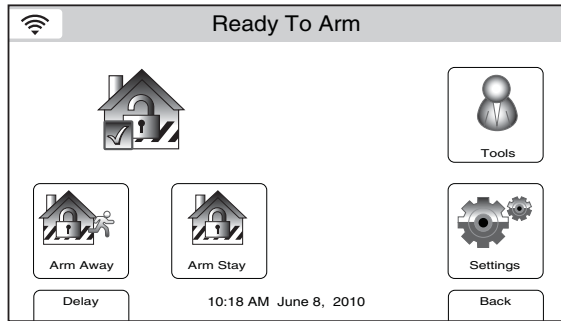 Ready To Arm
Tools
Arm Away
Arm Stay
Settings
Delay
10:18 AM June 8, 2010
Back